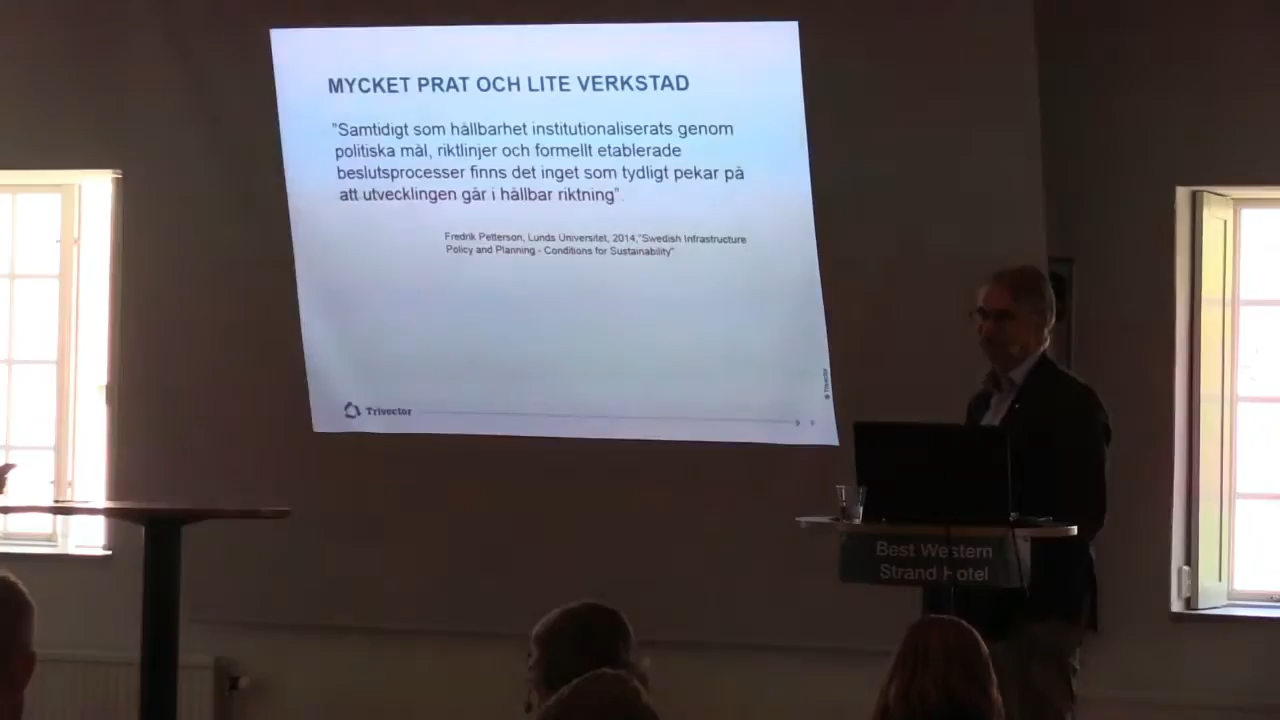 MYCKET PRAT OCH LITE VERKSTAD
"Samtidigt som hållbarhet institutionaliserats genom
politiska mål, riktlinjer och formellt etablerade
beslutsprocesser finns det inget som tydligt pekar på
att utvecklingen går i hållbar riktning".
Fredrik Petterson, Lunds Universitet, 2014,"Swedish Infrastructure
Policy and Planning - Conditions for Sustainability"
© Trivector
Trivector
Best Western
Strand Hotel